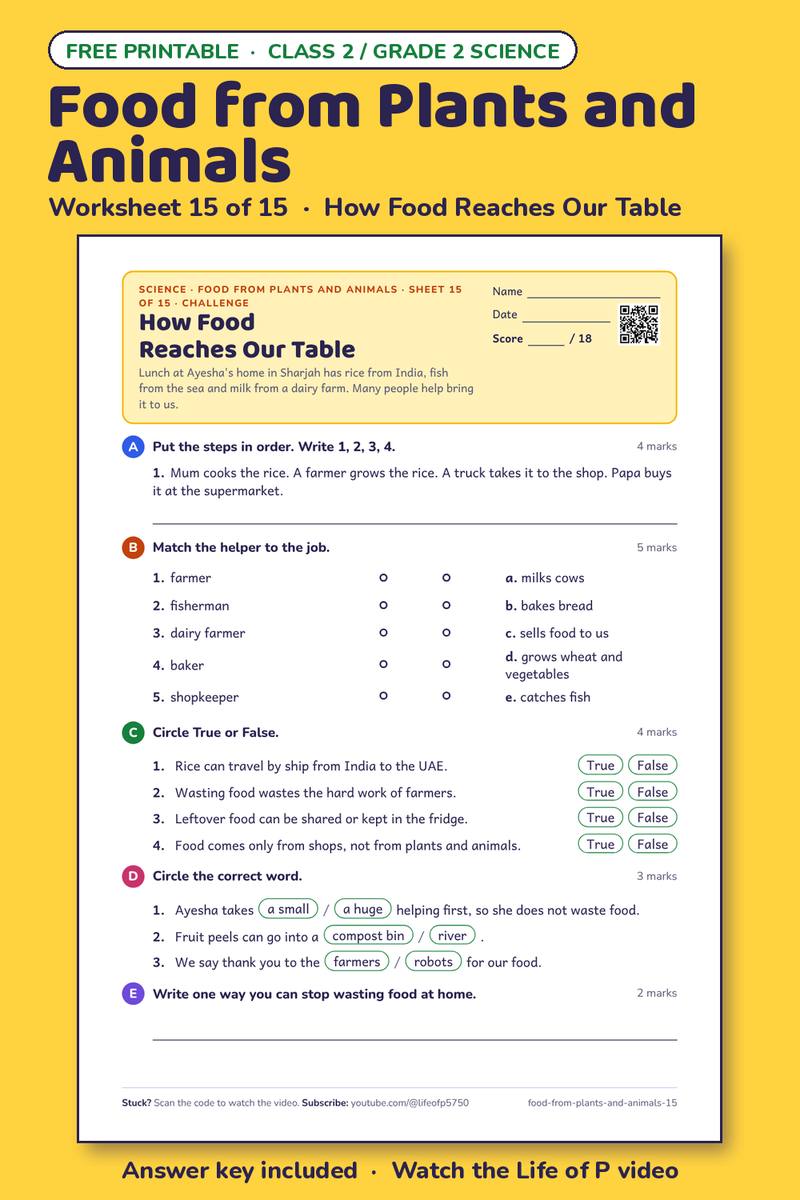 FREE PRINTABLE · CLASS 2 / GRADE 2 SCIENCE
Food from Plants and
Animals
Worksheet 15 of 15 · How Food Reaches Our Table
SCIENCE · FOOD FROM PLANTS AND ANIMALS · SHEET 15
OF 15 · CHALLENGE
How Food
Reaches Our Table
Lunch at Ayesha's home in Sharjah has rice from India, fish
from the sea and milk from a dairy farm. Many people help bring
it to us.
Name
Date
Score / 18
A Put the steps in order. Write 1, 2, 3, 4. 4 marks
1. Mum cooks the rice. A farmer grows the rice. A truck takes it to the shop. Papa buys
it at the supermarket.
B Match the helper to the job. 5 marks
1. farmer a. milks cows
2. fisherman b. bakes bread
3. dairy farmer c. sells food to us
4. baker d. grows wheat and
vegetables
5. shopkeeper e. catches fish
C Circle True or False. 4 marks
1. Rice can travel by ship from India to the UAE. True False
2. Wasting food wastes the hard work of farmers. True False
3. Leftover food can be shared or kept in the fridge. True False
4. Food comes only from shops, not from plants and animals. True False
D Circle the correct word. 3 marks
1. Ayesha takes a small / a huge helping first, so she does not waste food.
2. Fruit peels can go into a compost bin / river .
3. We say thank you to the farmers / robots for our food.
E Write one way you can stop wasting food at home. 2 marks
Stuck? Scan the code to watch the video. Subscribe: youtube.com/@lifeofp5750 food-from-plants-and-animals-15
Answer key included · Watch the Life of P video